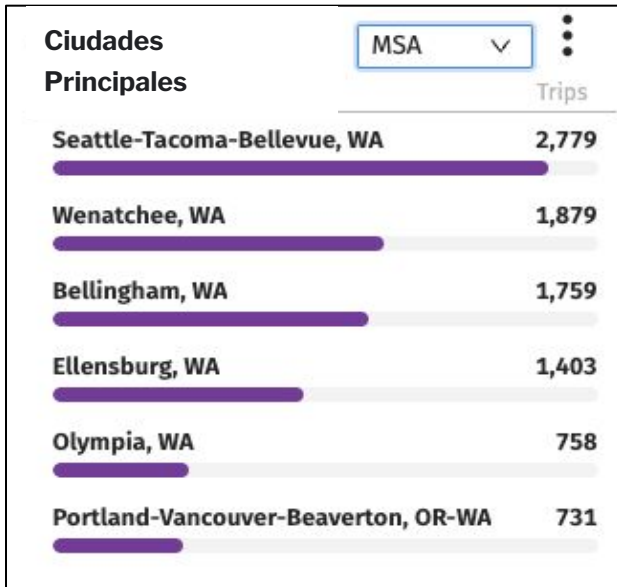 Ciudades
Principales
MSA
Trips
Seattle-Tacoma-Bellevue, WA 2,779
Wenatchee, WA 1,879
Bellingham, WA 1,759
Ellensburg, WA 1,403
Olympia, WA 758
Portland-Vancouver-Beaverton, OR-WA 731